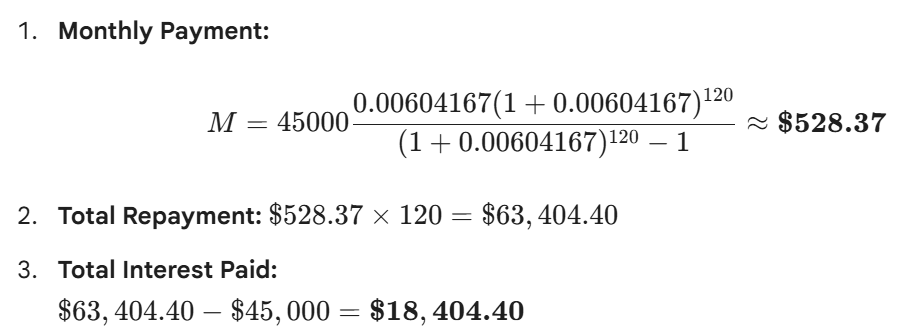 1. Monthly Payment:
M = 45000 \frac{0.00604167(1 + 0.00604167)^{120}}{(1 + 0.00604167)^{120} − 1} ≈ $528.37
2. Total Repayment: $528.37 × 120 = $63, 404.40
3. Total Interest Paid:
$63, 404.40 − $45, 000 = $18, 404.40